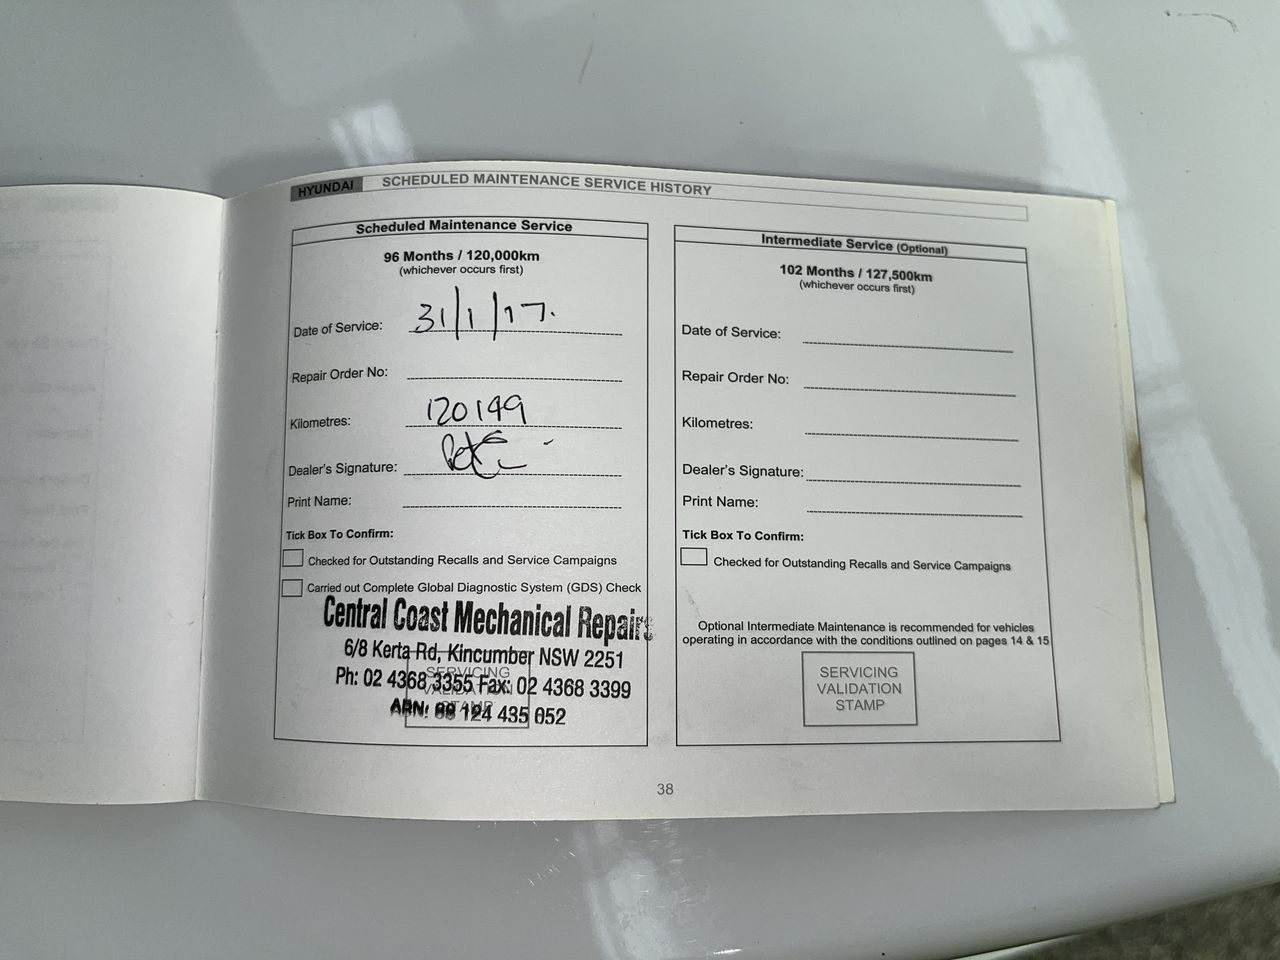 HYUNDAI SCHEDULED MAINTENANCE SERVICE HISTORY
Scheduled Maintenance Service
96 Months / 120,000km
(whichever occurs first)
Date of Service: 31/1/17.
Repair Order No:
Kilometres: 120149
Dealer's Signature:
Print Name:
Tick Box To Confirm:
Checked for Outstanding Recalls and Service Campaigns
Carried out Complete Global Diagnostic System (GDS) Check
Central Coast Mechanical Repairs
6/8 Kerta Rd, Kincumber NSW 2251
Ph: 02 4368 3355 Fax: 02 4368 3399
ABN: 88 124 435 052
SERVICING
VALIDATION
STAMP
Intermediate Service (Optional)
102 Months / 127,500km
(whichever occurs first)
Date of Service:
Repair Order No:
Kilometres:
Dealer's Signature:
Print Name:
Tick Box To Confirm:
Checked for Outstanding Recalls and Service Campaigns
Optional Intermediate Maintenance is recommended for vehicles
operating in accordance with the conditions outlined on pages 14 & 15
SERVICING
VALIDATION
STAMP
38